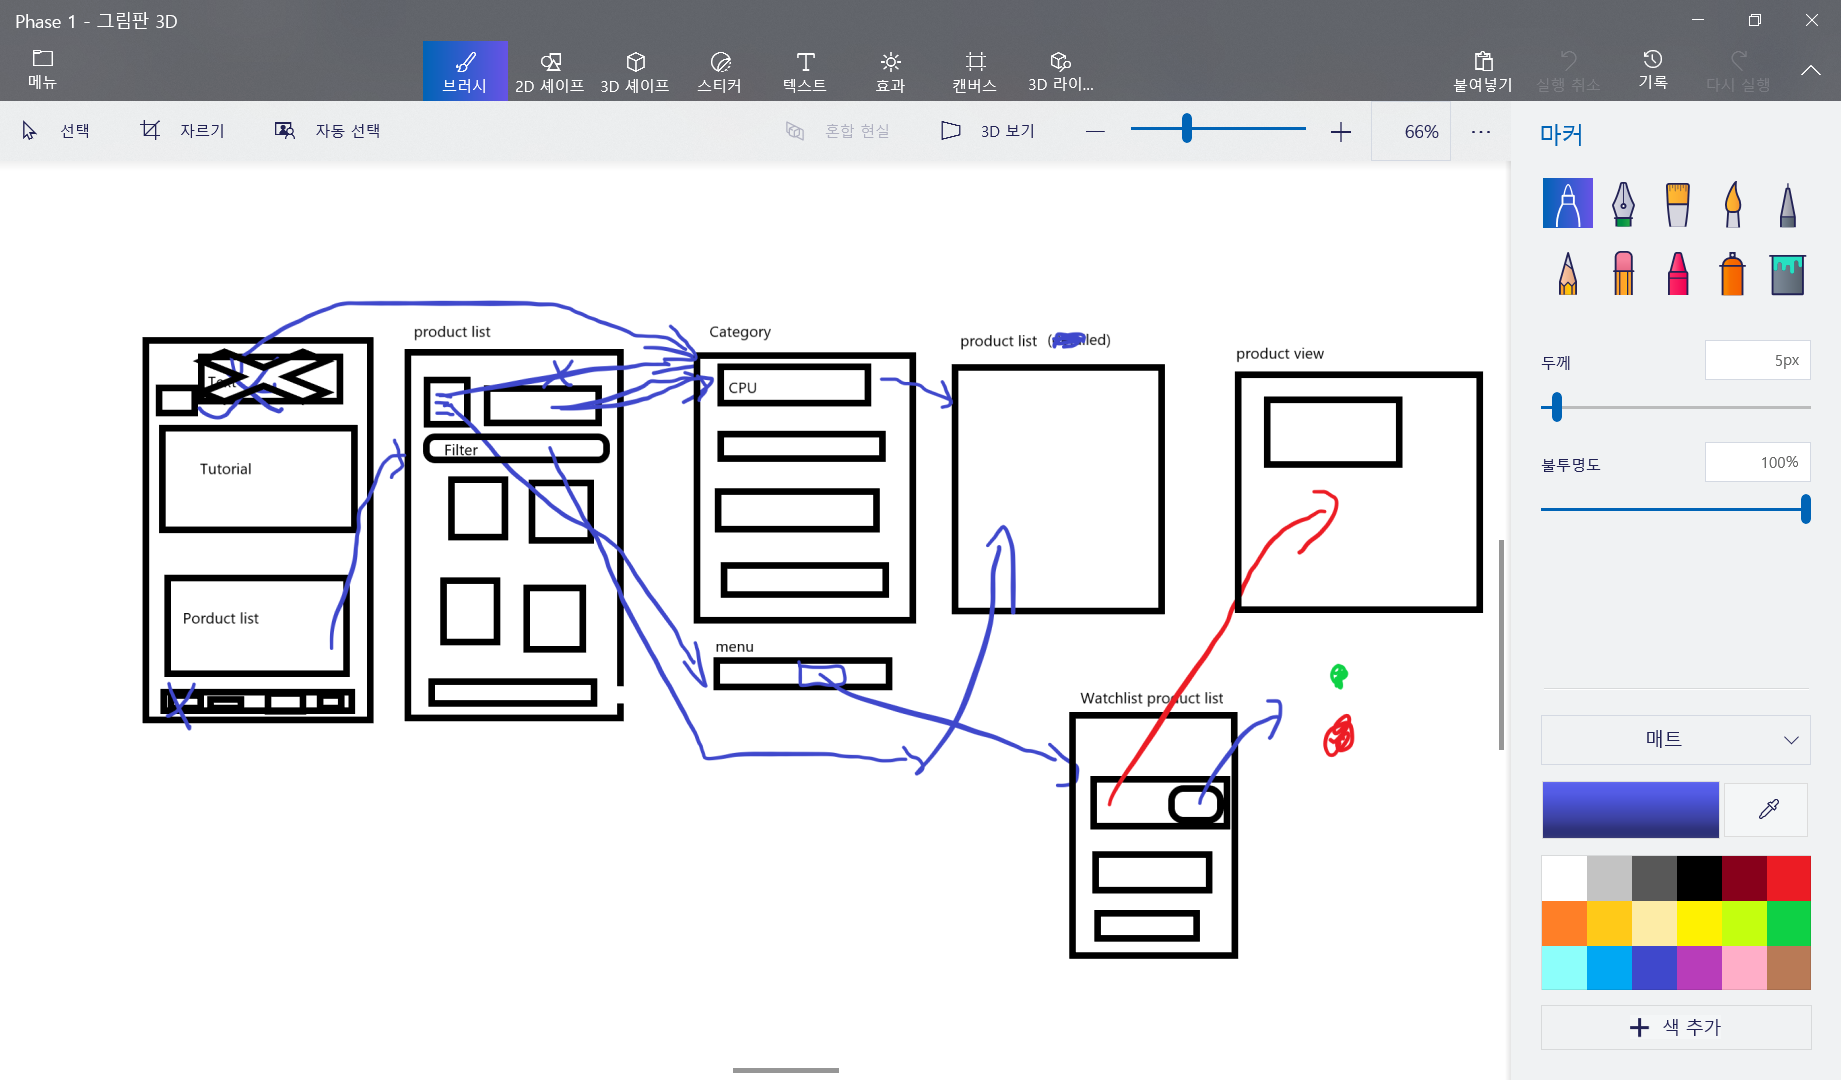 Phase 1 - 그림판 3D
메뉴
브러시
2D 셰이프
3D 셰이프
스티커
텍스트
효과
캔버스
3D 라이...
붙여넣기
실행 취소
기록
다시 실행
선택
자르기
자동 선택
혼합 현실
3D 보기
66%
마커
두께
5px
불투명도
100%
매트
색 추가
product list
Category
product list
product view
Text
CPU
Filter
Tutorial
Porduct list
menu
Watchlist product list